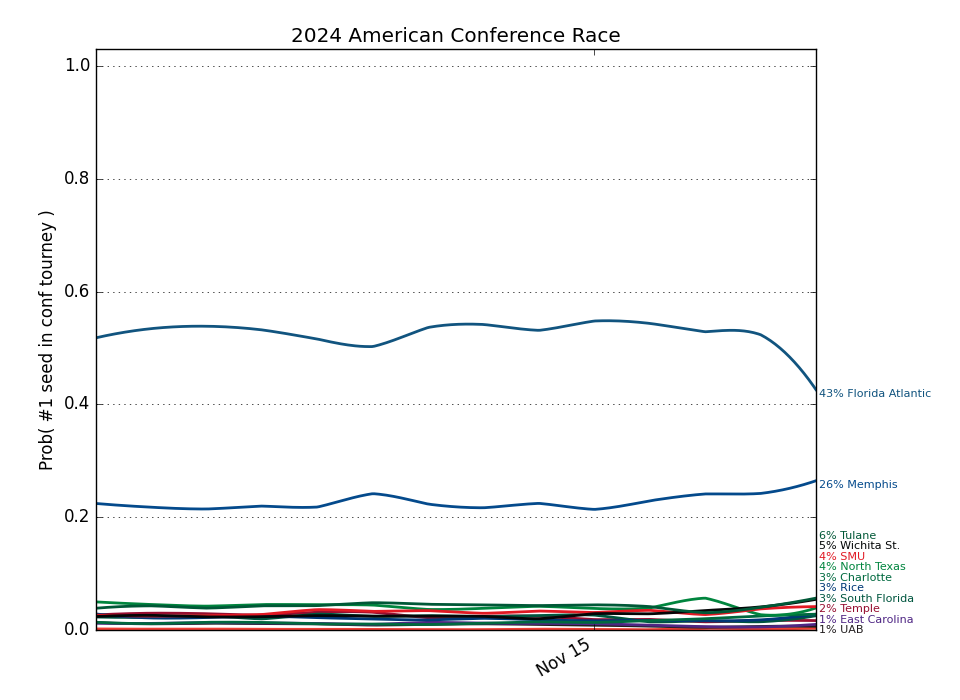 2024 American Conference Race
Prob( #1 seed in conf tourney )
1.0
0.8
0.6
0.4
0.2
0.0
Nov 15
43% Florida Atlantic
26% Memphis
6% Tulane
5% Wichita St.
4% SMU
4% North Texas
3% Charlotte
3% Rice
3% South Florida
2% Temple
1% East Carolina
1% UAB